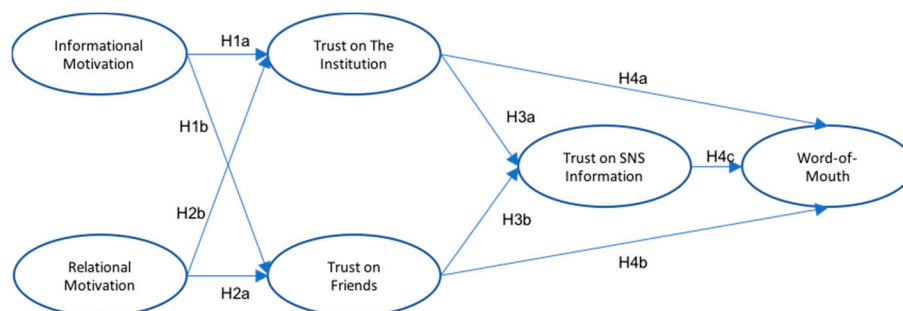 Informational
Motivation
H1a
Trust on The
Institution
H4a
H1b
H3a
Trust on SNS
Information
H4c
Word-of-
Mouth
H2b
H3b
Relational
Motivation
H2a
Trust on
Friends
H4b